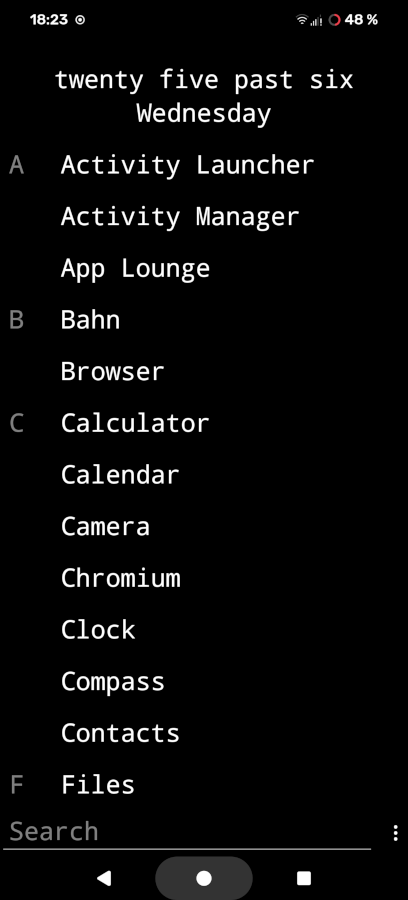 18:23 48 %
twenty five past six
Wednesday
A Activity Launcher
Activity Manager
App Lounge
B Bahn
Browser
C Calculator
Calendar
Camera
Chromium
Clock
Compass
Contacts
F Files
Search